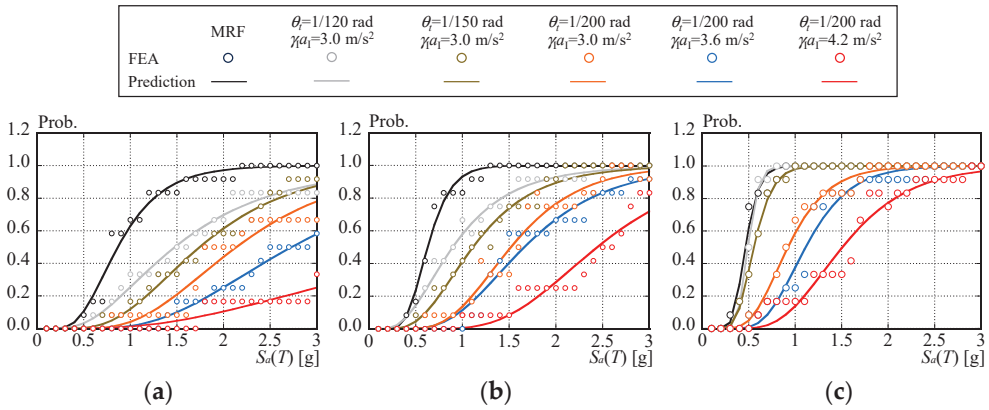 θt=1/120 rad θt=1/150 rad θt=1/200 rad θt=1/200 rad θt=1/200 rad
MRF γa1=3.0 m/s² γa1=3.0 m/s² γa1=3.0 m/s² γa1=3.6 m/s² γa1=4.2 m/s²
FEA
Prediction
Prob. Prob. Prob.
1.2 1.2 1.2
1.0 1.0 1.0
0.8 0.8 0.8
0.6 0.6 0.6
0.4 0.4 0.4
0.2 0.2 0.2
0.0 0.0 0.0
0 0.5 1 1.5 2 2.5 3 0 0.5 1 1.5 2 2.5 3 0 0.5 1 1.5 2 2.5 3
Sa(T) [g] Sa(T) [g] Sa(T) [g]
(a) (b) (c)